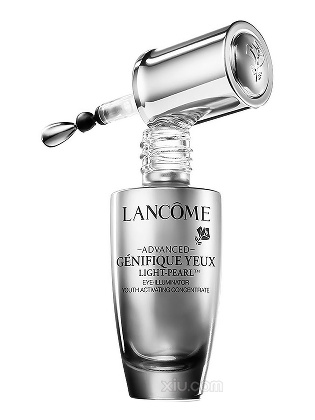 LANCÔME
—ADVANCED—
GÉNIFIQUE YEUX
LIGHT-PEARL™
EYE-ILLUMINATOR
YOUTH ACTIVATING CONCENTRATE
xiu.com